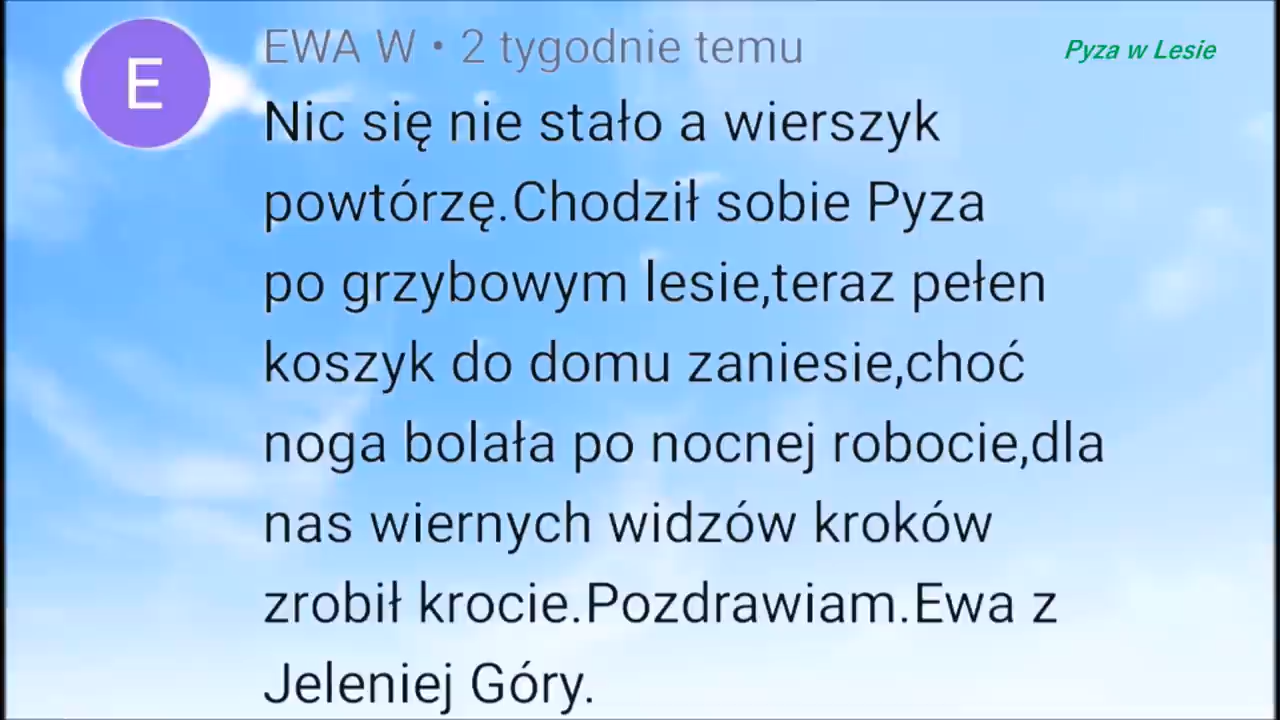 E
EWA W • 2 tygodnie temu
Pyza w Lesie
Nic się nie stało a wierszyk
powtórzę.Chodził sobie Pyza
po grzybowym lesie,teraz pełen
koszyk do domu zaniesie,choć
noga bolała po nocnej robocie,dla
nas wiernych widzów kroków
zrobił krocie.Pozdrawiam.Ewa z
Jeleniej Góry.